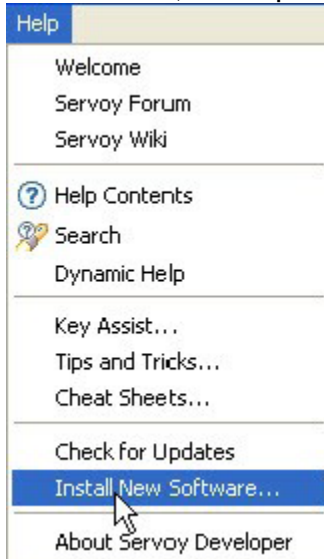 Help
Welcome
Servoy Forum
Servoy Wiki
Help Contents
Search
Dynamic Help
Key Assist...
Tips and Tricks...
Cheat Sheets...
Check for Updates
Install New Software...
About Servoy Developer